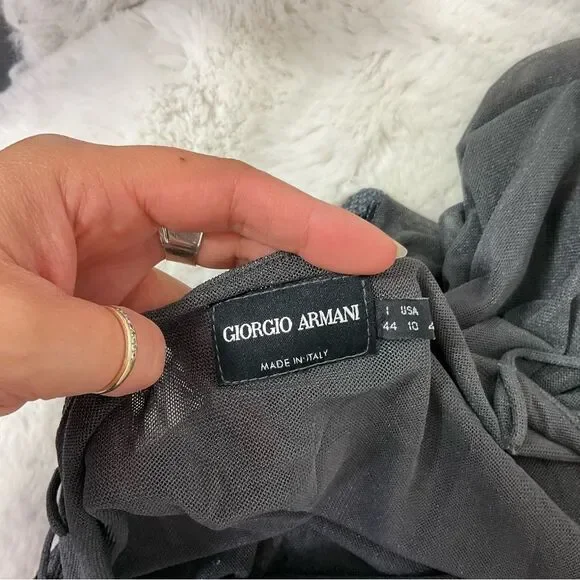 GIORGIO ARMANI
MADE IN ITALY
I USA
44 10 4